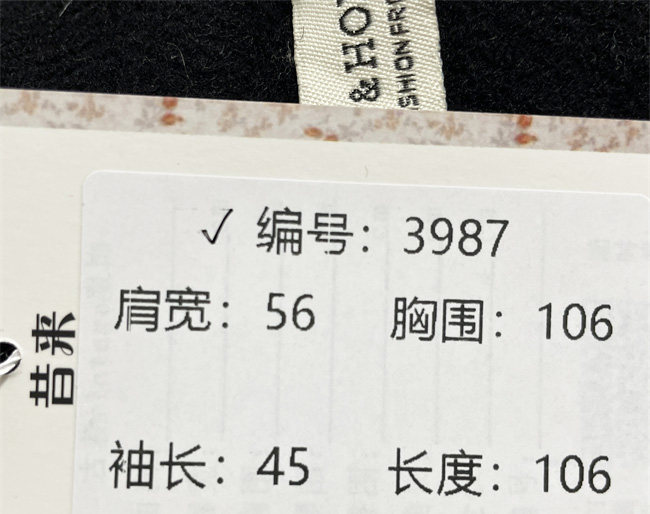 & HO
SHION FRI
✓ 编号：3987
肩宽：56 胸围：106
昔来
袖长：45 长度：106